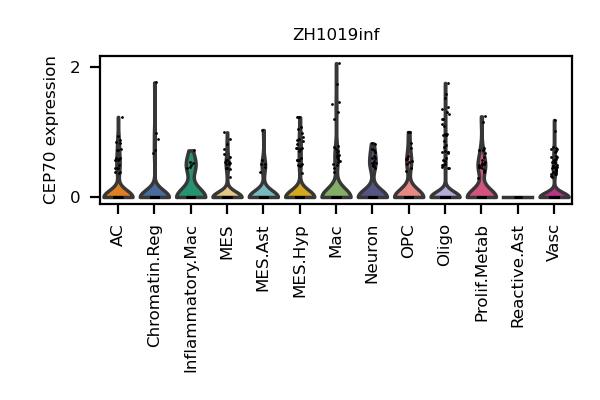 ZH1019inf
CEP70 expression
2
0
AC
Chromatin.Reg
Inflammatory.Mac
MES
MES.Ast
MES.Hyp
Mac
Neuron
OPC
Oligo
Prolif.Metab
Reactive.Ast
Vasc